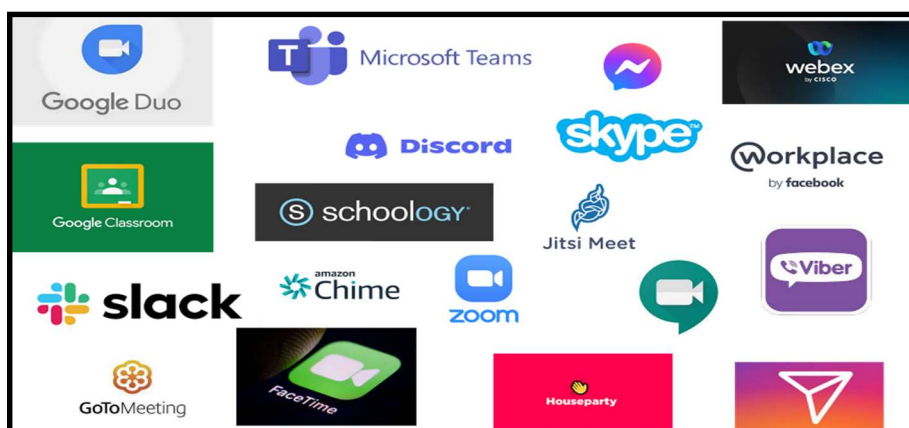 Google Duo
T
Microsoft Teams
webex
by CISCO
Discord
skype™
Workplace
by facebook
Google Classroom
S schoology®
Jitsi Meet
slack
amazon
Chime
zoom
Viber
GoToMeeting
FaceTime
Houseparty